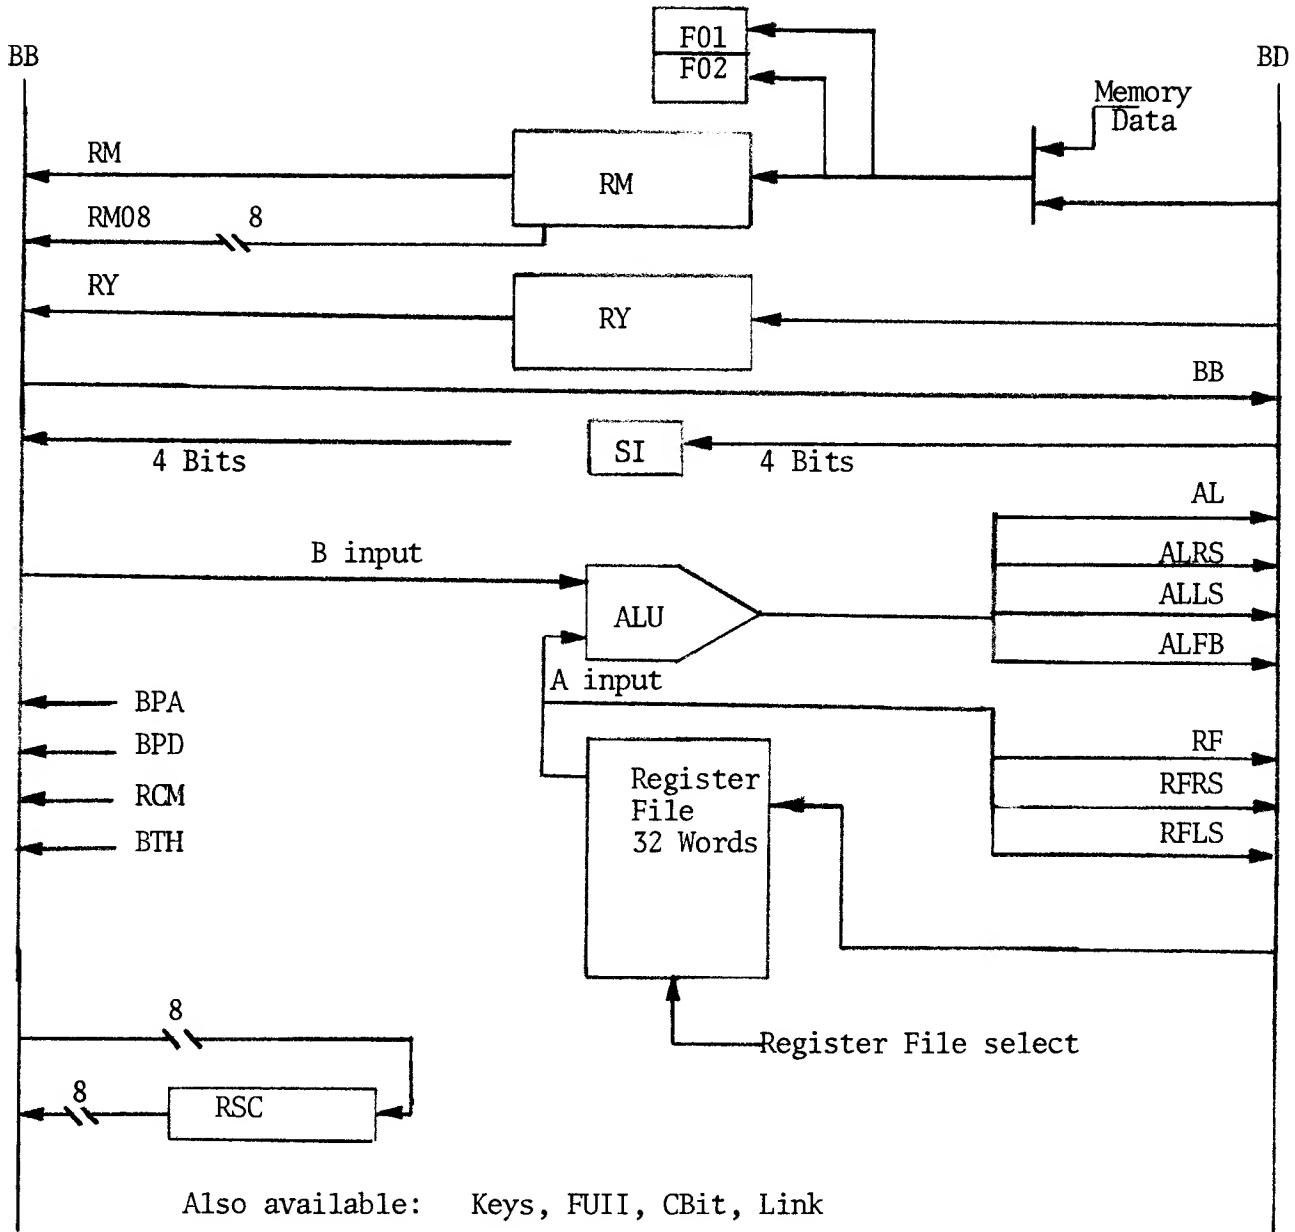 F01
BB
BD
F02
Memory
Data
RM
RM
RM08
8
RY
RY
BB
4 Bits
SI
4 Bits
AL
B input
ALRS
ALLS
ALU
ALFB
A input
BPA
BPD
RF
Register
RCM
File
RFRS
BTH
32 Words
RFLS
8
Register File select
8
RSC
Also available: Keys, FUII, CBit, Link